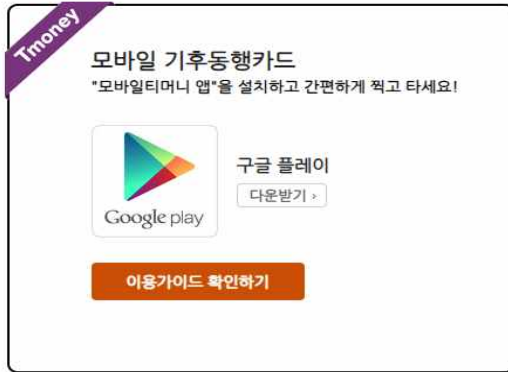 Tmoney
모바일 기후동행카드
"모바일티머니 앱"을 설치하고 간편하게 찍고 타세요!
구글 플레이
다운받기 ›
Google play
이용가이드 확인하기